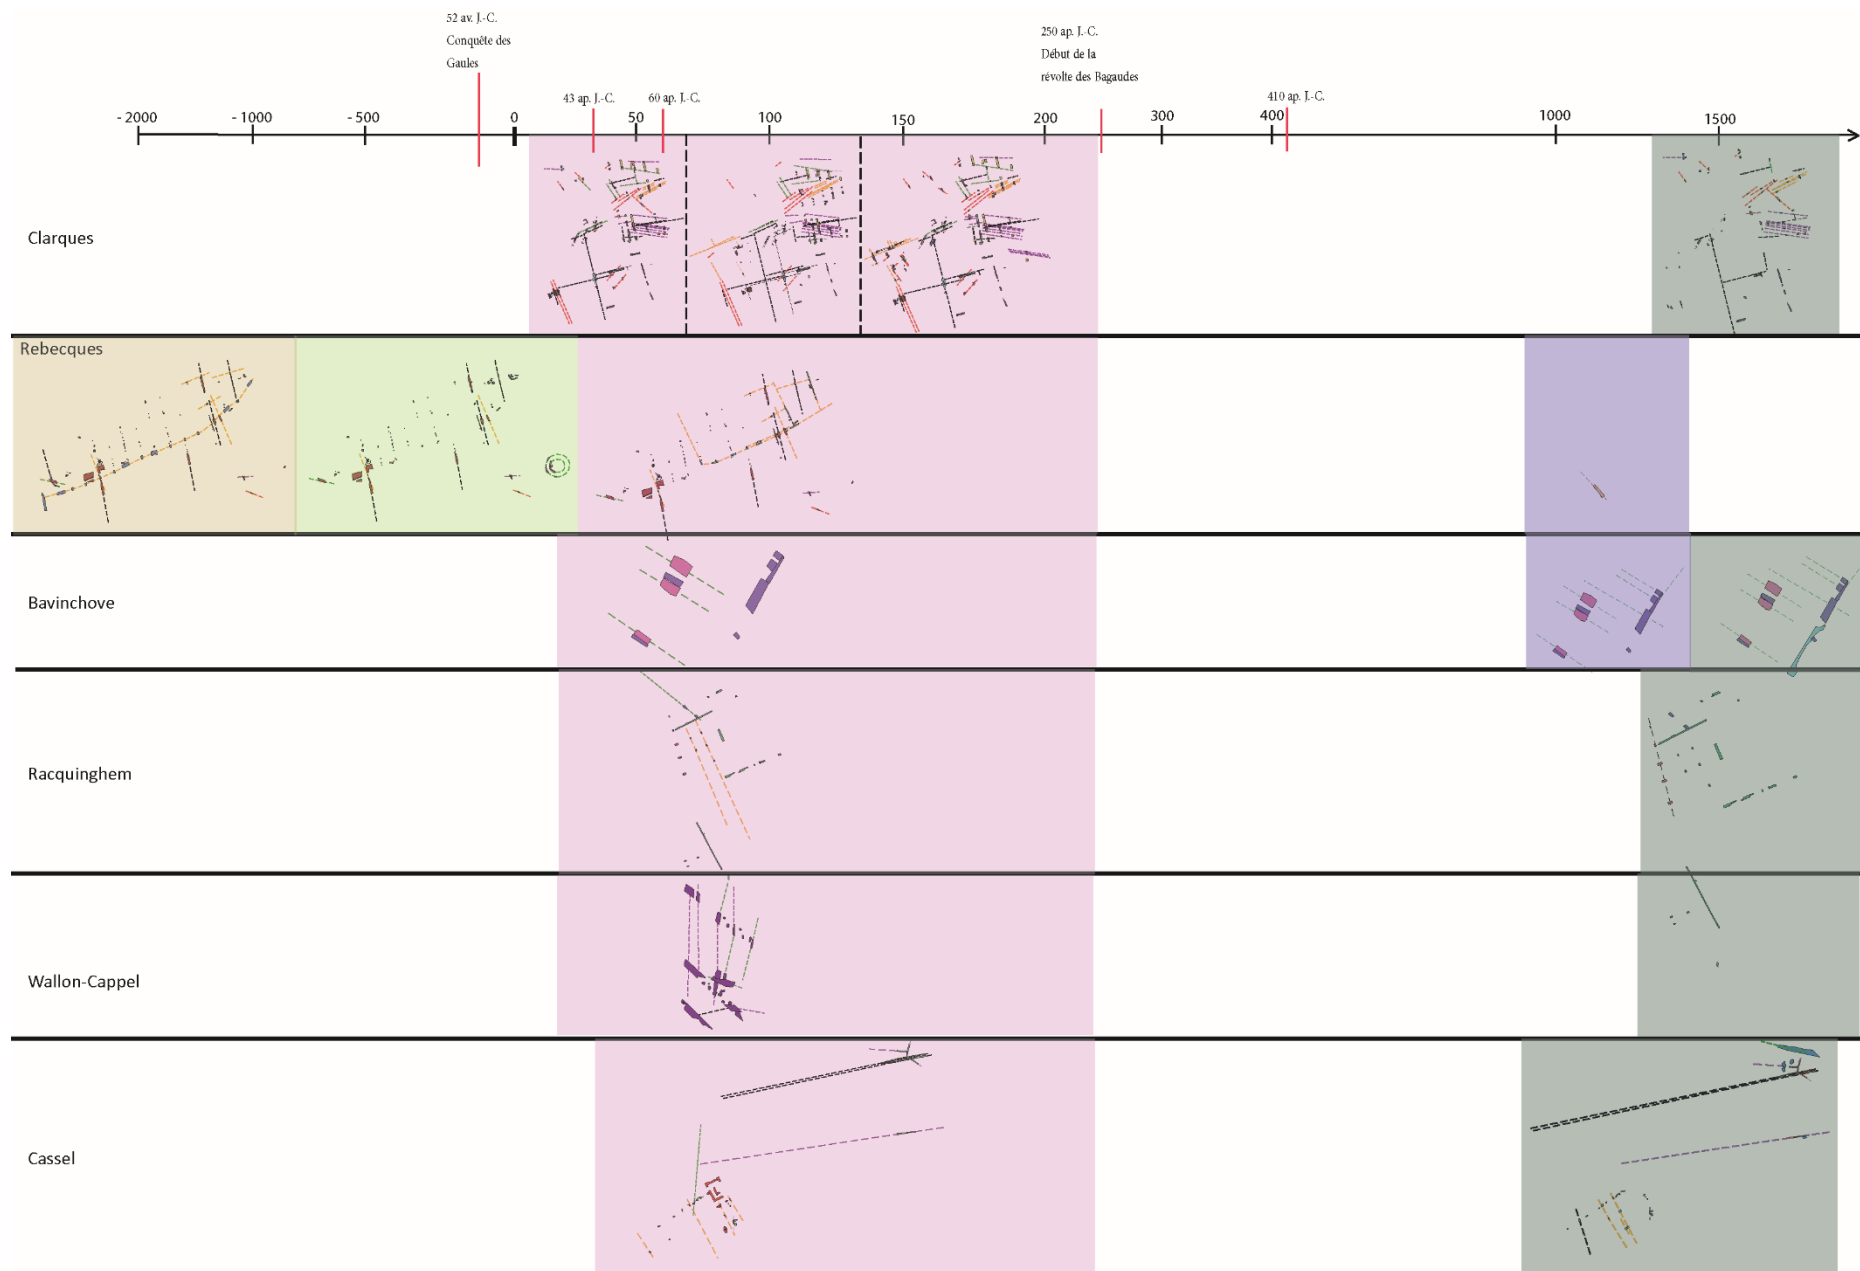 52 av. J.-C.
Conquête des
Gaules
250 ap. J.-C.
Début de la
révolte des Bagaudes
43 ap. J.-C.
60 ap. J.-C.
410 ap. J.-C.
- 2000
- 1000
- 500
0
50
100
150
200
300
400
1000
1500
Clarques
Rebecques
Bavinchove
Racquinghem
Wallon-Cappel
Cassel